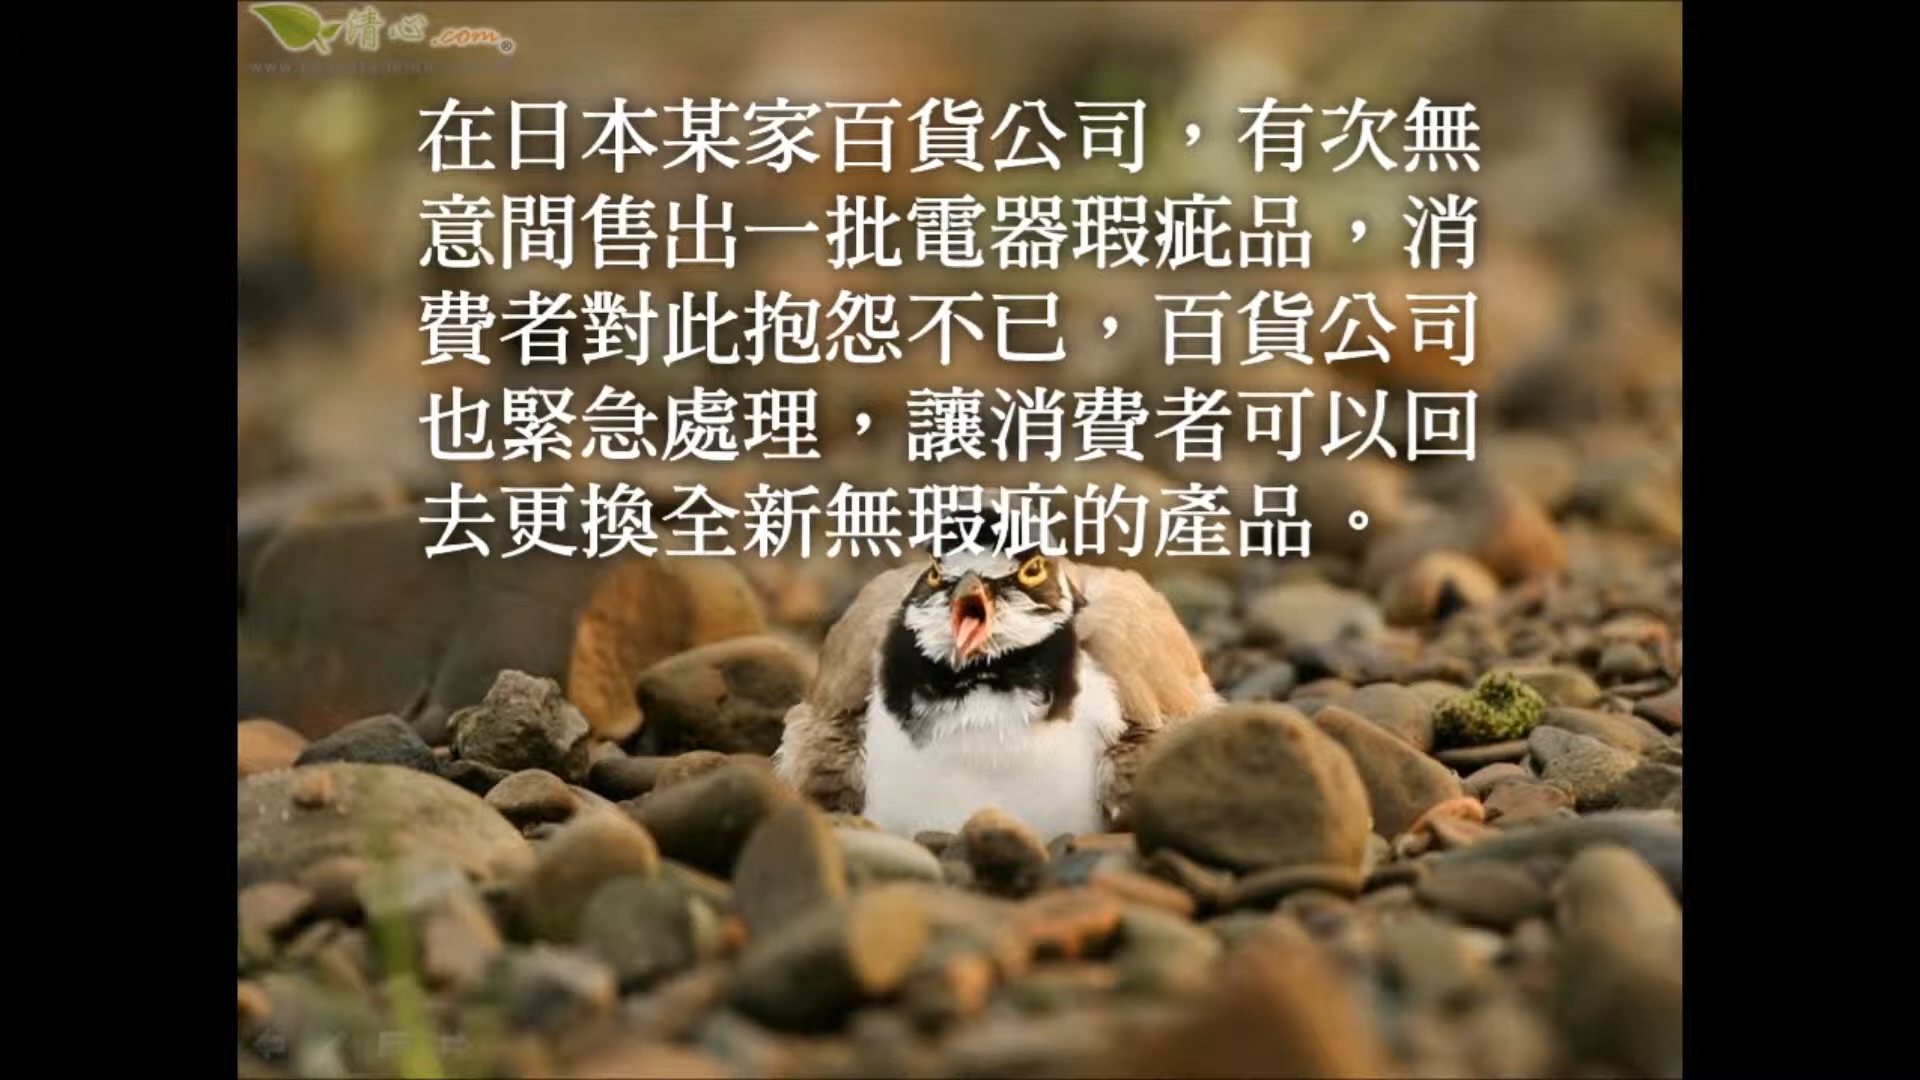 清心.com®
在日本某家百貨公司，有次無
意間售出一批電器瑕疵品，消
費者對此抱怨不已，百貨公司
也緊急處理，讓消費者可以回
去更換全新無瑕疵的產品。